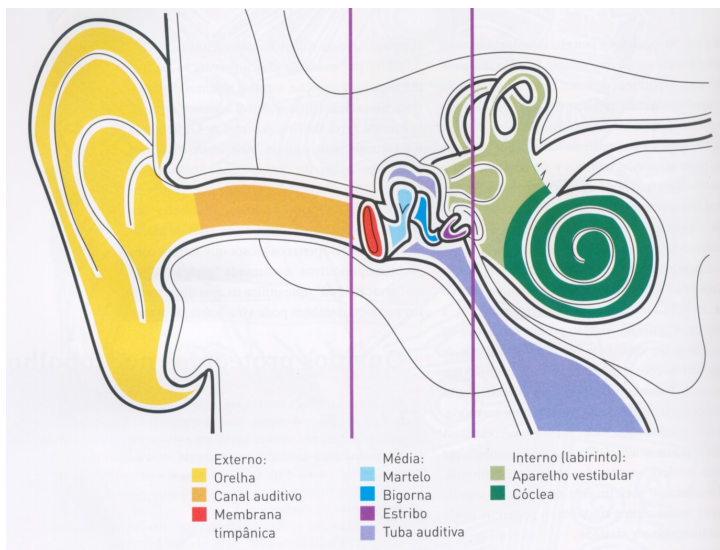 Externo:
Orelha
Canal auditivo
Membrana
timpânica
Média:
Martelo
Bigorna
Estribo
Tuba auditiva
Interno (labirinto):
Aparelho vestibular
Cóclea